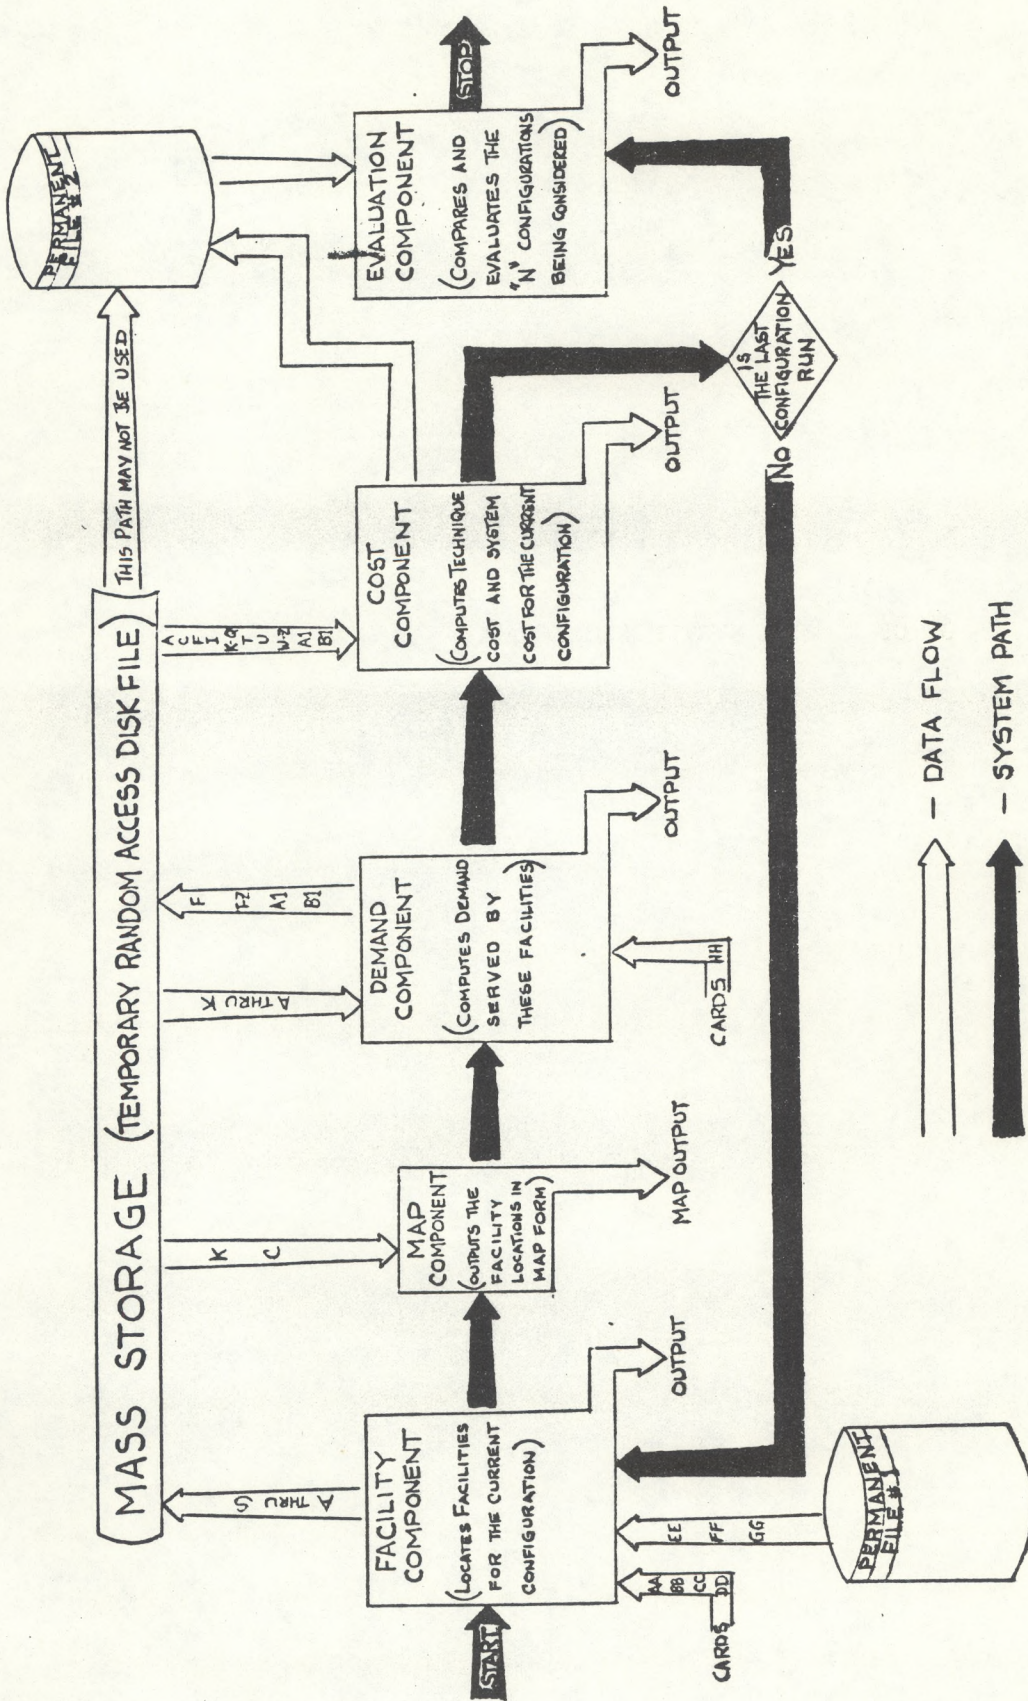 MASS STORAGE (TEMPORARY RANDOM ACCESS DISK FILE)
THIS PATH MAY NOT BE USED
PERMANENT
FILE # 2
A THRU S
K
C
A THRU K
F
T-Z
A1
B1
A
C
F
I
K-Q
T
U
W-Z
A1
B1
START
FACILITY
COMPONENT
(LOCATES FACILITIES
FOR THE CURRENT
CONFIGURATION)
OUTPUT
MAP
COMPONENT
(OUTPUTS THE
FACILITY
LOCATIONS IN
MAP FORM)
MAP OUTPUT
DEMAND
COMPONENT
(COMPUTES DEMAND
SERVED BY
THESE FACILITIES)
OUTPUT
COST
COMPONENT
(COMPUTES TECHNIQUE
COST AND SYSTEM
COST FOR THE CURRENT
CONFIGURATION)
OUTPUT
EVALUATION
COMPONENT
(COMPARES AND
EVALUATES THE
"N" CONFIGURATIONS
BEING CONSIDERED)
STOP
OUTPUT
CARDS
AA
BB
CC
DD
EE
FF
GG
PERMANENT
FILE # 1
CARDS HH
NO
IS
THE LAST
CONFIGURATION
RUN
YES
- DATA FLOW
- SYSTEM PATH